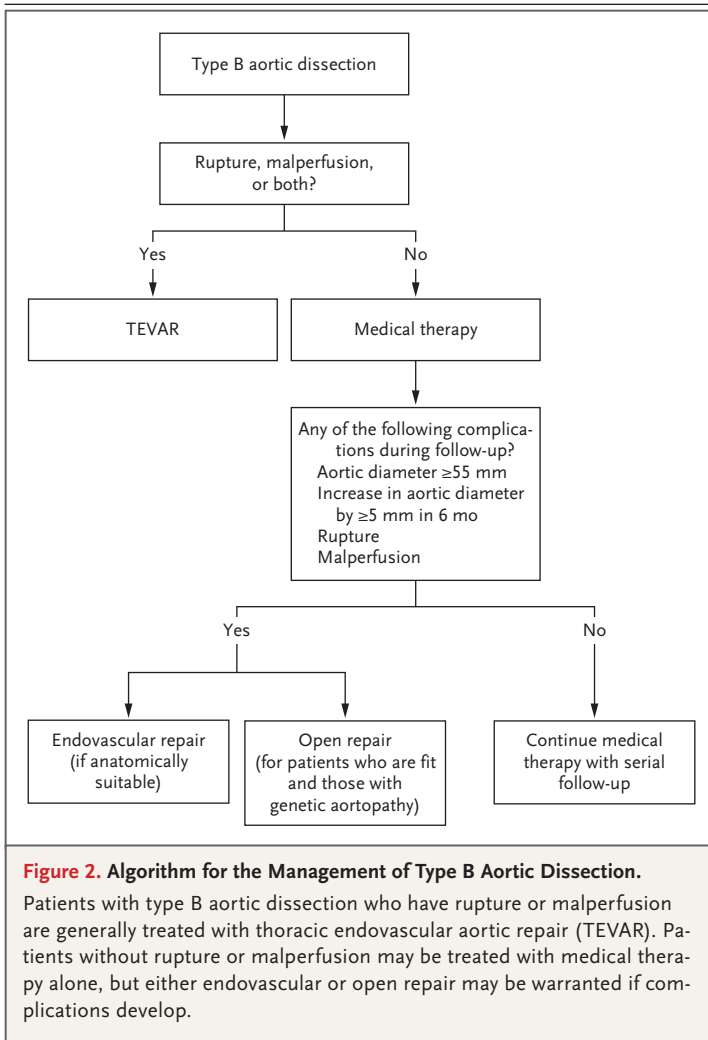 Type B aortic dissection
Rupture, malperfusion,
or both?
Yes
No
TEVAR
Medical therapy
Any of the following complica-
tions during follow-up?
Aortic diameter ≥55 mm
Increase in aortic diameter
by ≥5 mm in 6 mo
Rupture
Malperfusion
Yes
No
Endovascular repair
(if anatomically
suitable)
Open repair
(for patients who are fit
and those with
genetic aortopathy)
Continue medical
therapy with serial
follow-up
Figure 2. Algorithm for the Management of Type B Aortic Dissection.
Patients with type B aortic dissection who have rupture or malperfusion
are generally treated with thoracic endovascular aortic repair (TEVAR). Pa-
tients without rupture or malperfusion may be treated with medical thera-
py alone, but either endovascular or open repair may be warranted if com-
plications develop.